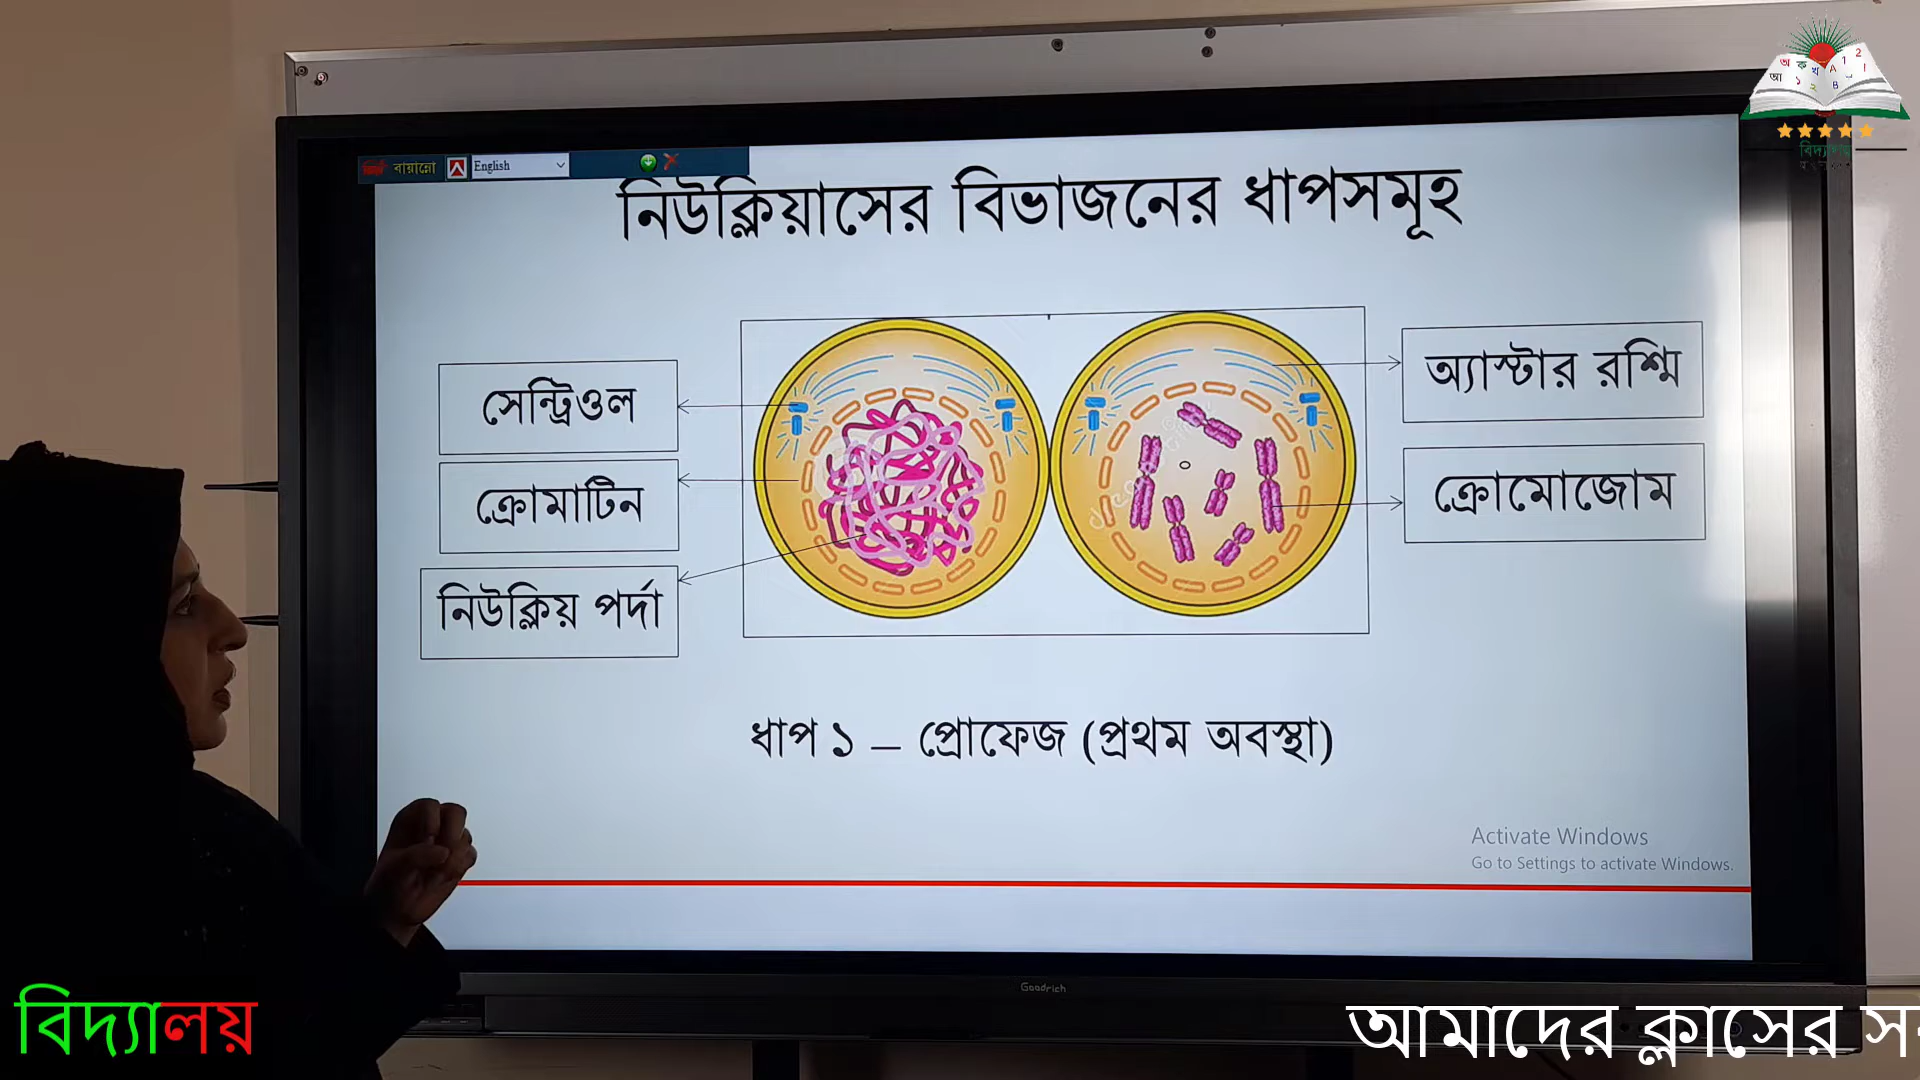 বায়ান্নো
English
নিউক্লিয়াসের বিভাজনের ধাপসমূহ
সেন্ট্রিওল
ক্রোমাটিন
নিউক্লিয় পর্দা
অ্যাস্টার রশ্মি
ক্রোমোজোম
ধাপ ১ – প্রোফেজ (প্রথম অবস্থা)
Activate Windows
Go to Settings to activate Windows.
Goodrich
বিদ্যালয়
বিদ্যালয়
আমাদের ক্লাসের